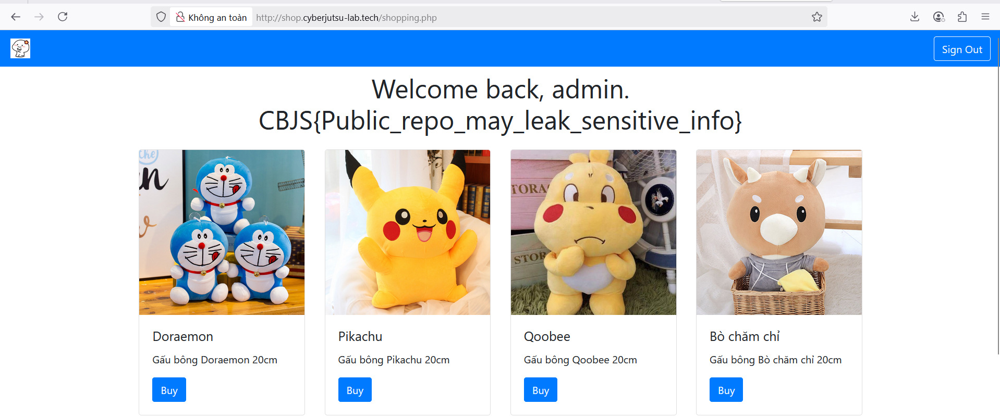 Không an toàn
http://shop.cyberjutsu-lab.tech/shopping.php
Sign Out
Welcome back, admin.
CBJS{Public_repo_may_leak_sensitive_info}
STOR
Doraemon
Pikachu
Qoobee
Bò chăm chỉ
Gấu bông Doraemon 20cm
Gấu bông Pikachu 20cm
Gấu bông Qoobee 20cm
Gấu bông Bò chăm chỉ 20cm
Buy
Buy
Buy
Buy